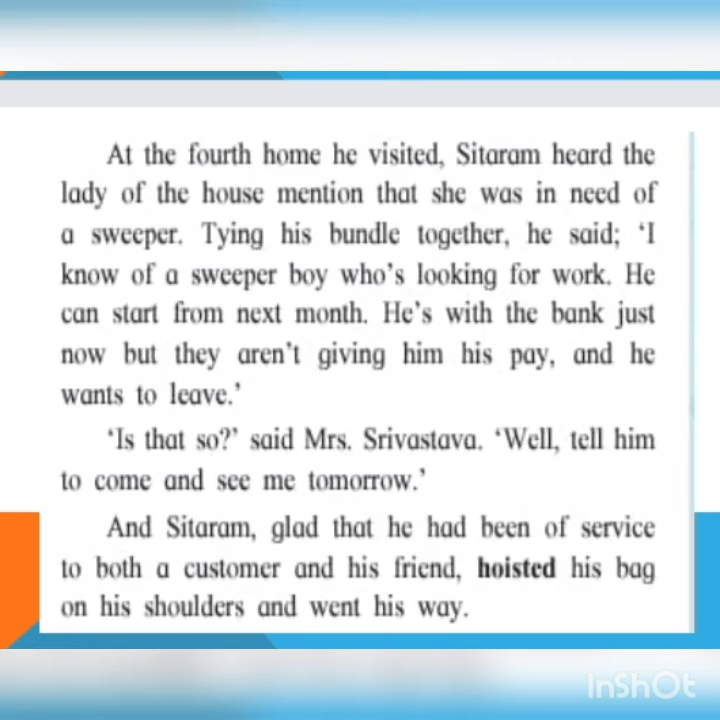 At the fourth home he visited, Sitaram heard the
lady of the house mention that she was in need of
a sweeper. Tying his bundle together, he said; ‘I
know of a sweeper boy who’s looking for work. He
can start from next month. He’s with the bank just
now but they aren’t giving him his pay, and he
wants to leave.’
‘Is that so?’ said Mrs. Srivastava. ‘Well, tell him
to come and see me tomorrow.’
And Sitaram, glad that he had been of service
to both a customer and his friend, hoisted his bag
on his shoulders and went his way.
InShOt